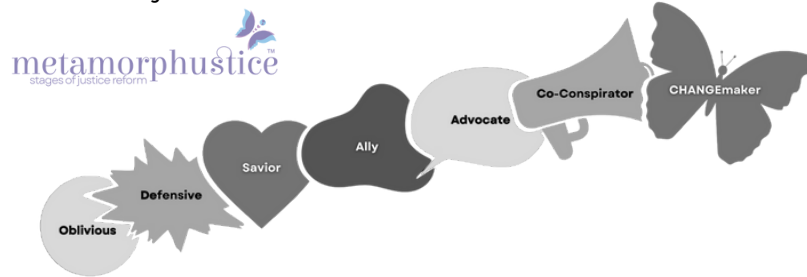 metamorphustice™
stages of justice reform
Oblivious
Defensive
Savior
Ally
Advocate
Co-Conspirator
CHANGEmaker